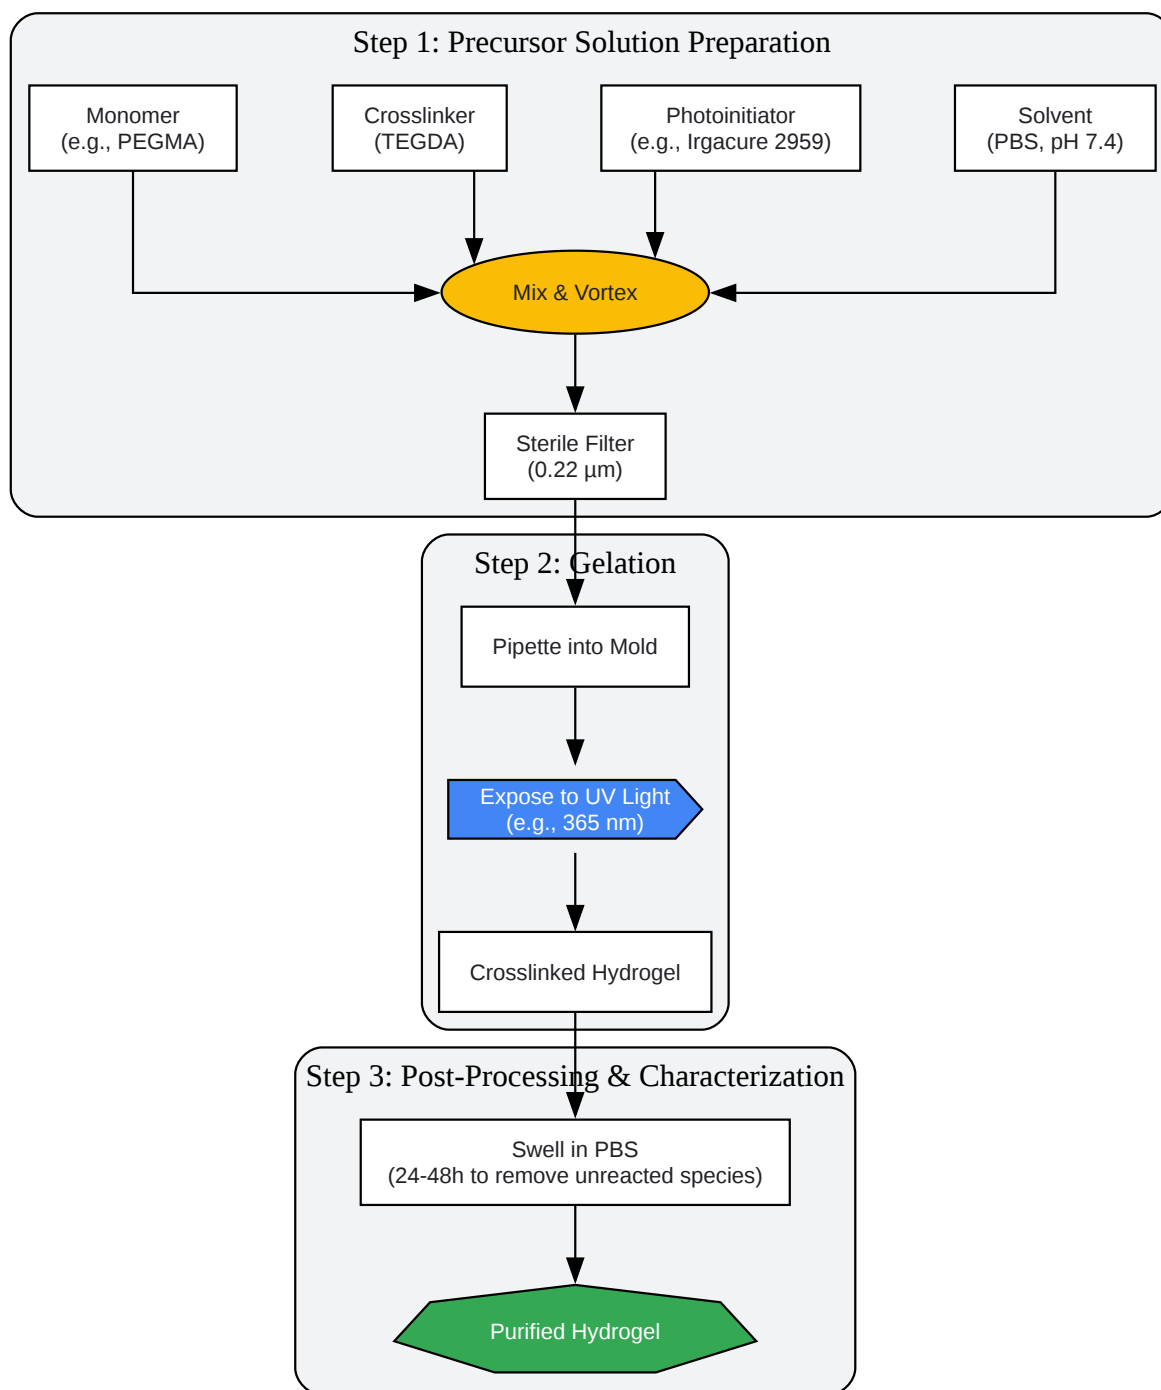 Step 1: Precursor Solution Preparation
Monomer
(e.g., PEGMA)
Crosslinker
(TEGDA)
Photoinitiator
(e.g., Irgacure 2959)
Solvent
(PBS, pH 7.4)
Mix & Vortex
Sterile Filter
(0.22 µm)
Step 2: Gelation
Pipette into Mold
Expose to UV Light
(e.g., 365 nm)
Crosslinked Hydrogel
Step 3: Post-Processing & Characterization
Swell in PBS
(24-48h to remove unreacted species)
Purified Hydrogel